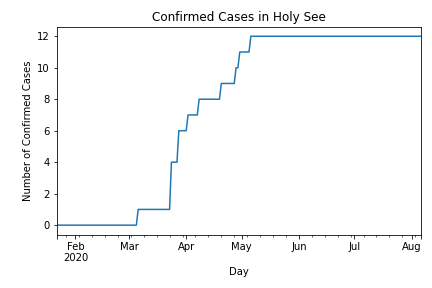 Confirmed Cases in Holy See
Number of Confirmed Cases
12
10
8
6
4
2
0
Feb Mar Apr May Jun Jul Aug
2020
Day